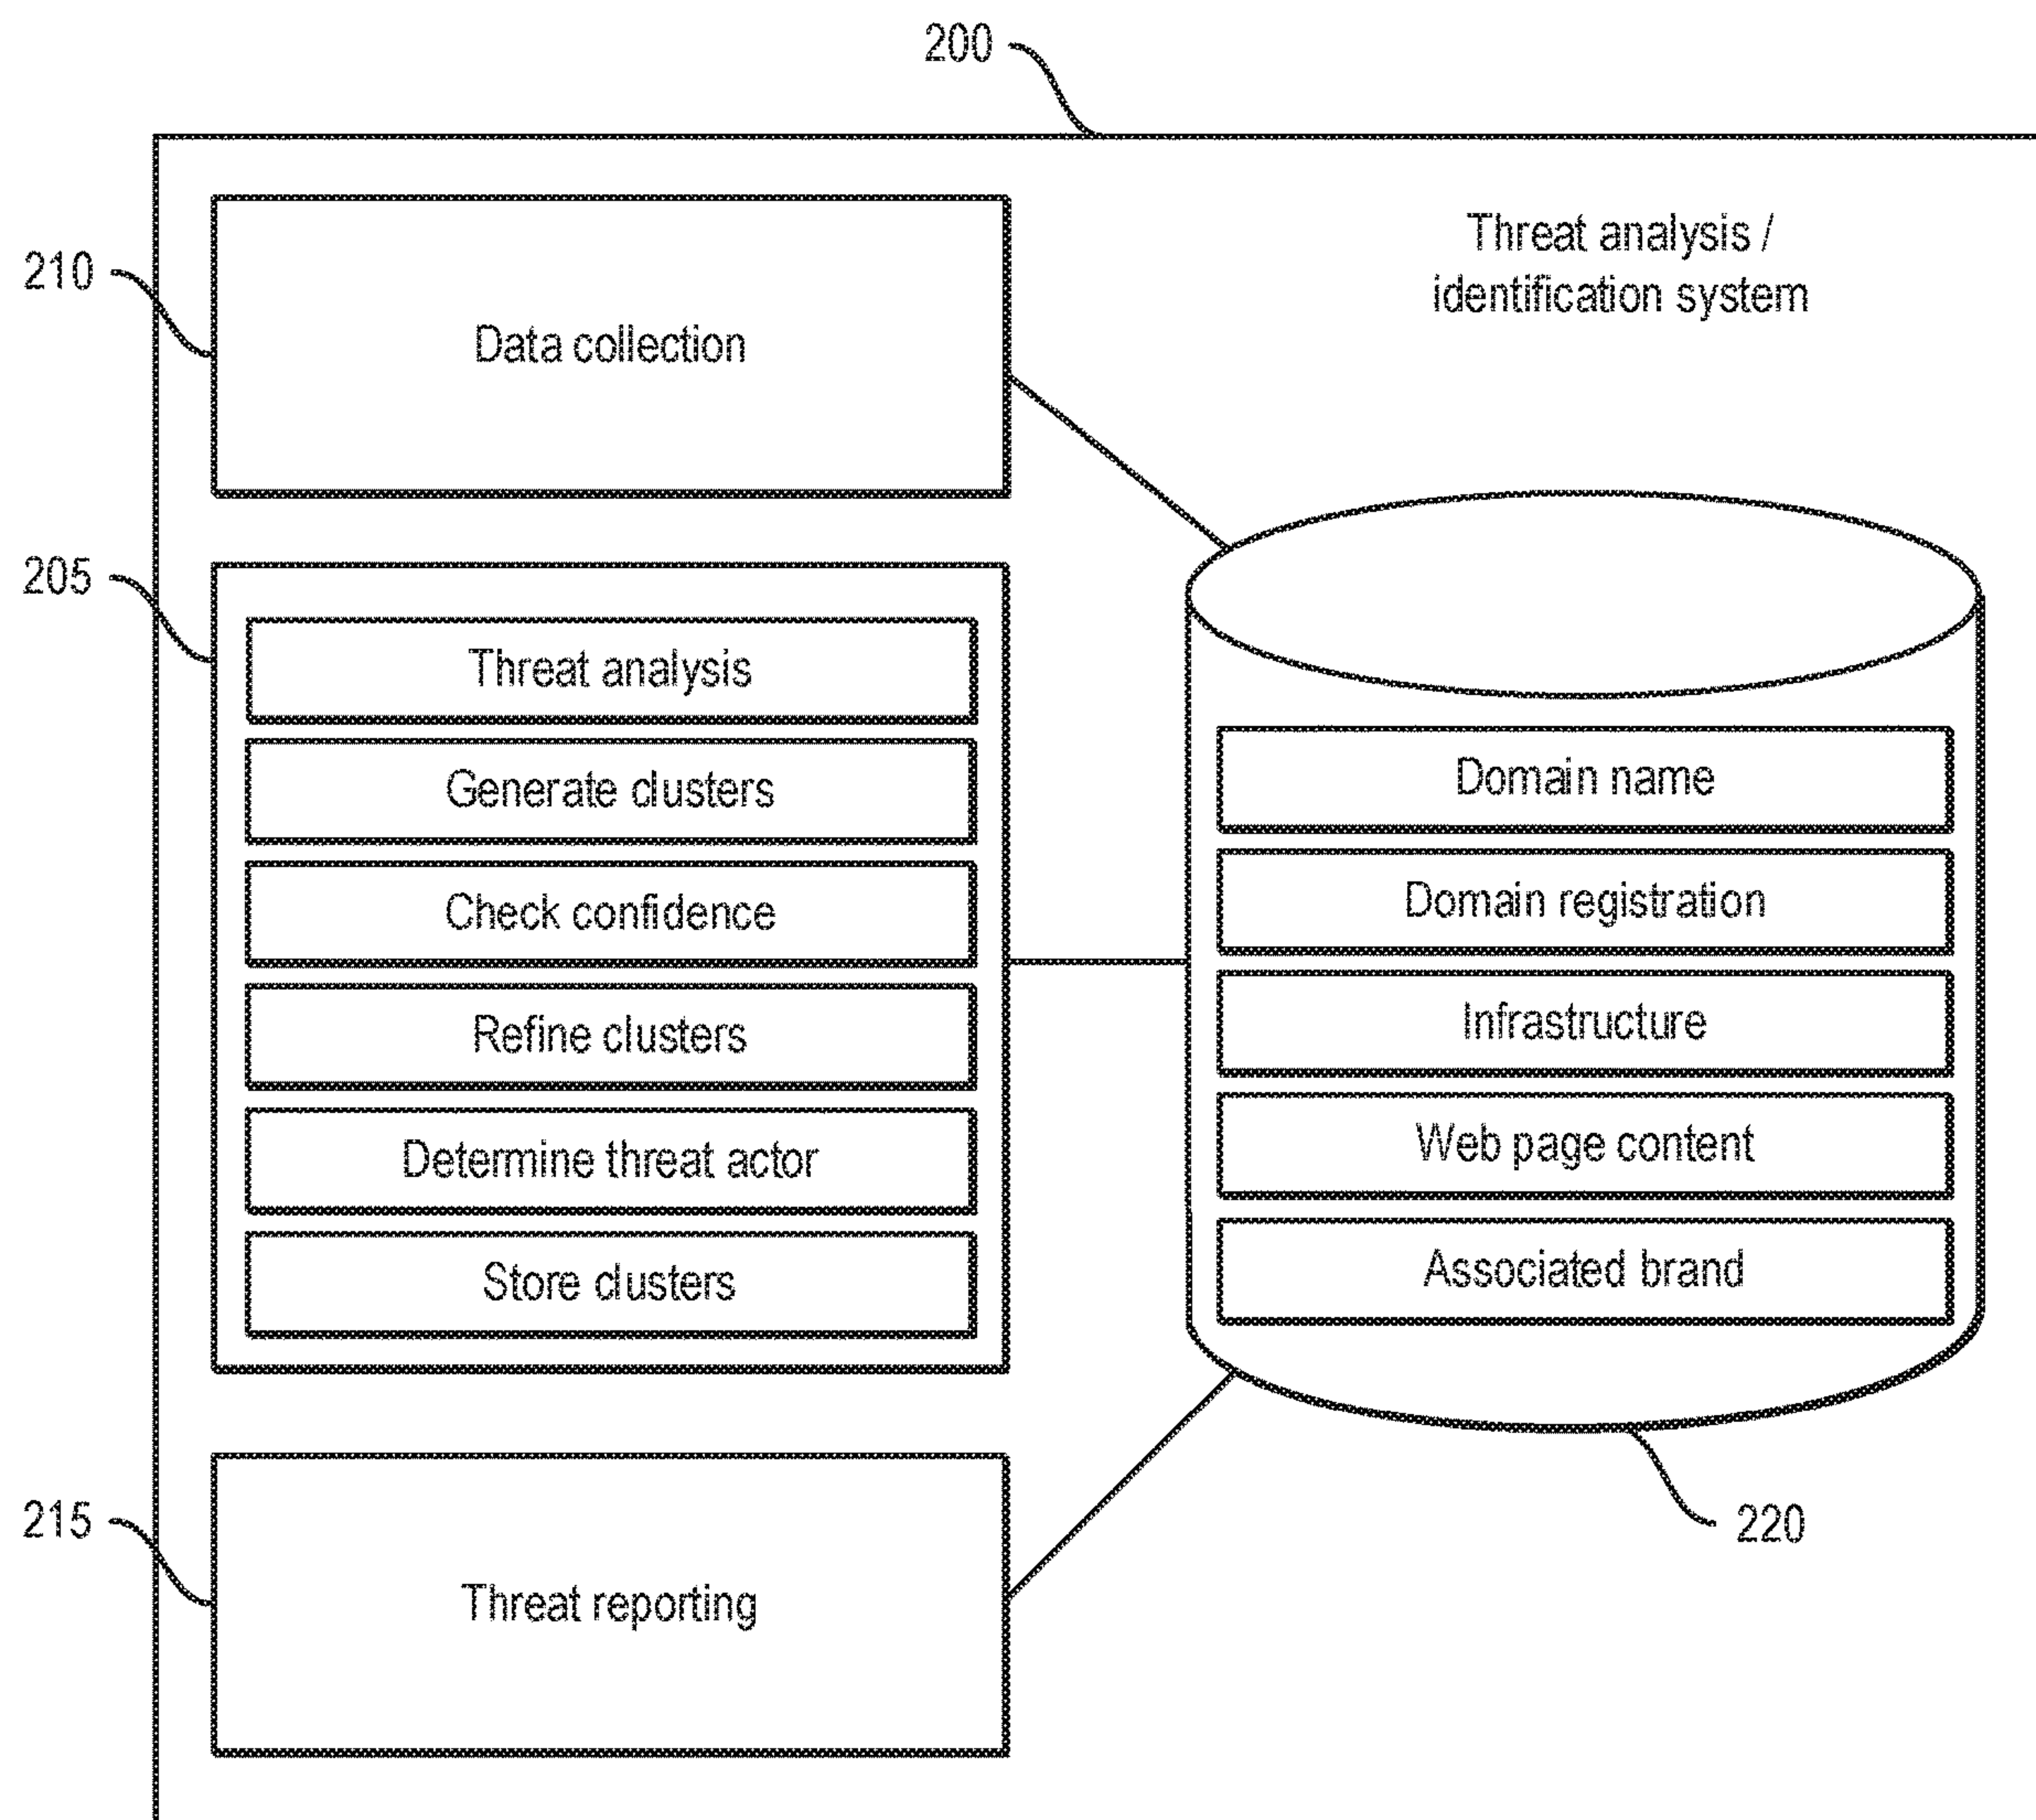 200
Threat analysis /
identification system
210
Data collection
205
Threat analysis
Generate clusters
Check confidence
Refine clusters
Determine threat actor
Store clusters
Domain name
Domain registration
Infrastructure
Web page content
Associated brand
215
Threat reporting
220